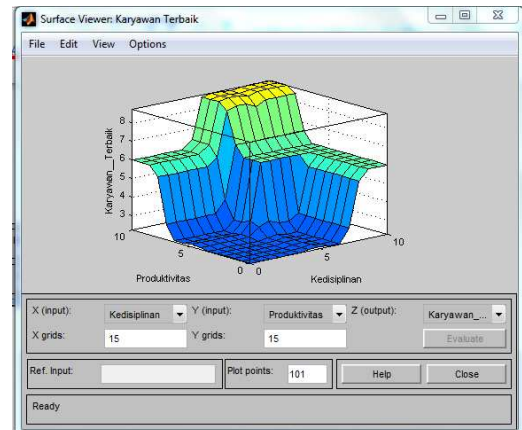 Surface Viewer: Karyawan Terbaik
File Edit View Options
Karyawan_Terbaik
8
7
6
5
4
3
10
5
0
Produktivitas
0
5
10
Kedisiplinan
X (input): Kedisiplinan Y (input): Produktivitas Z (output): Karyawan_...
X grids: 15 Y grids: 15 Evaluate
Ref. Input: Plot points: 101 Help Close
Ready